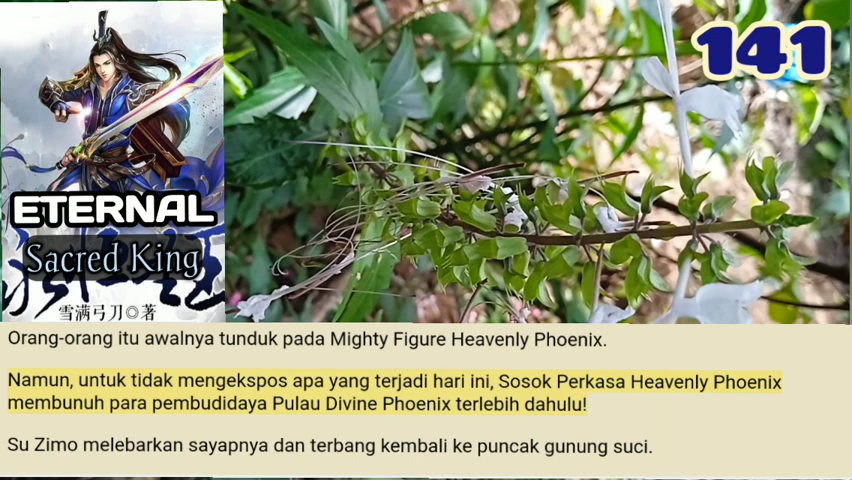 141
ETERNAL
Sacred King
雪满弓刀◎著
Orang-orang itu awalnya tunduk pada Mighty Figure Heavenly Phoenix.
Namun, untuk tidak mengekspos apa yang terjadi hari ini, Sosok Perkasa Heavenly Phoenix
membunuh para pembudidaya Pulau Divine Phoenix terlebih dahulu!
Su Zimo melebarkan sayapnya dan terbang kembali ke puncak gunung suci.